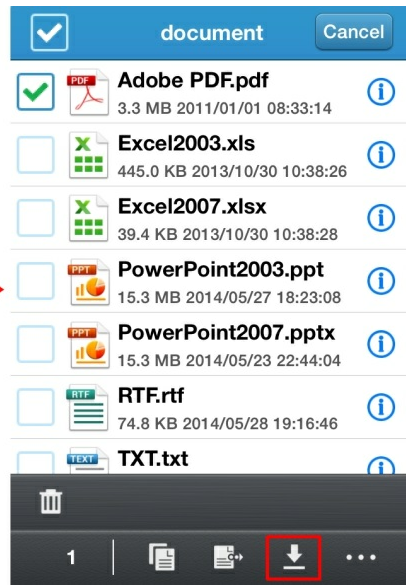 document
Cancel
PDF
Adobe PDF.pdf
3.3 MB 2011/01/01 08:33:14
Excel2003.xls
445.0 KB 2013/10/30 10:38:26
Excel2007.xlsx
39.4 KB 2013/10/30 10:38:28
PPT
PowerPoint2003.ppt
15.3 MB 2014/05/27 18:23:08
PPT
PowerPoint2007.pptx
15.3 MB 2014/05/23 22:44:04
RTF
RTF.rtf
74.8 KB 2014/05/28 19:16:46
TEXT
TXT.txt
1